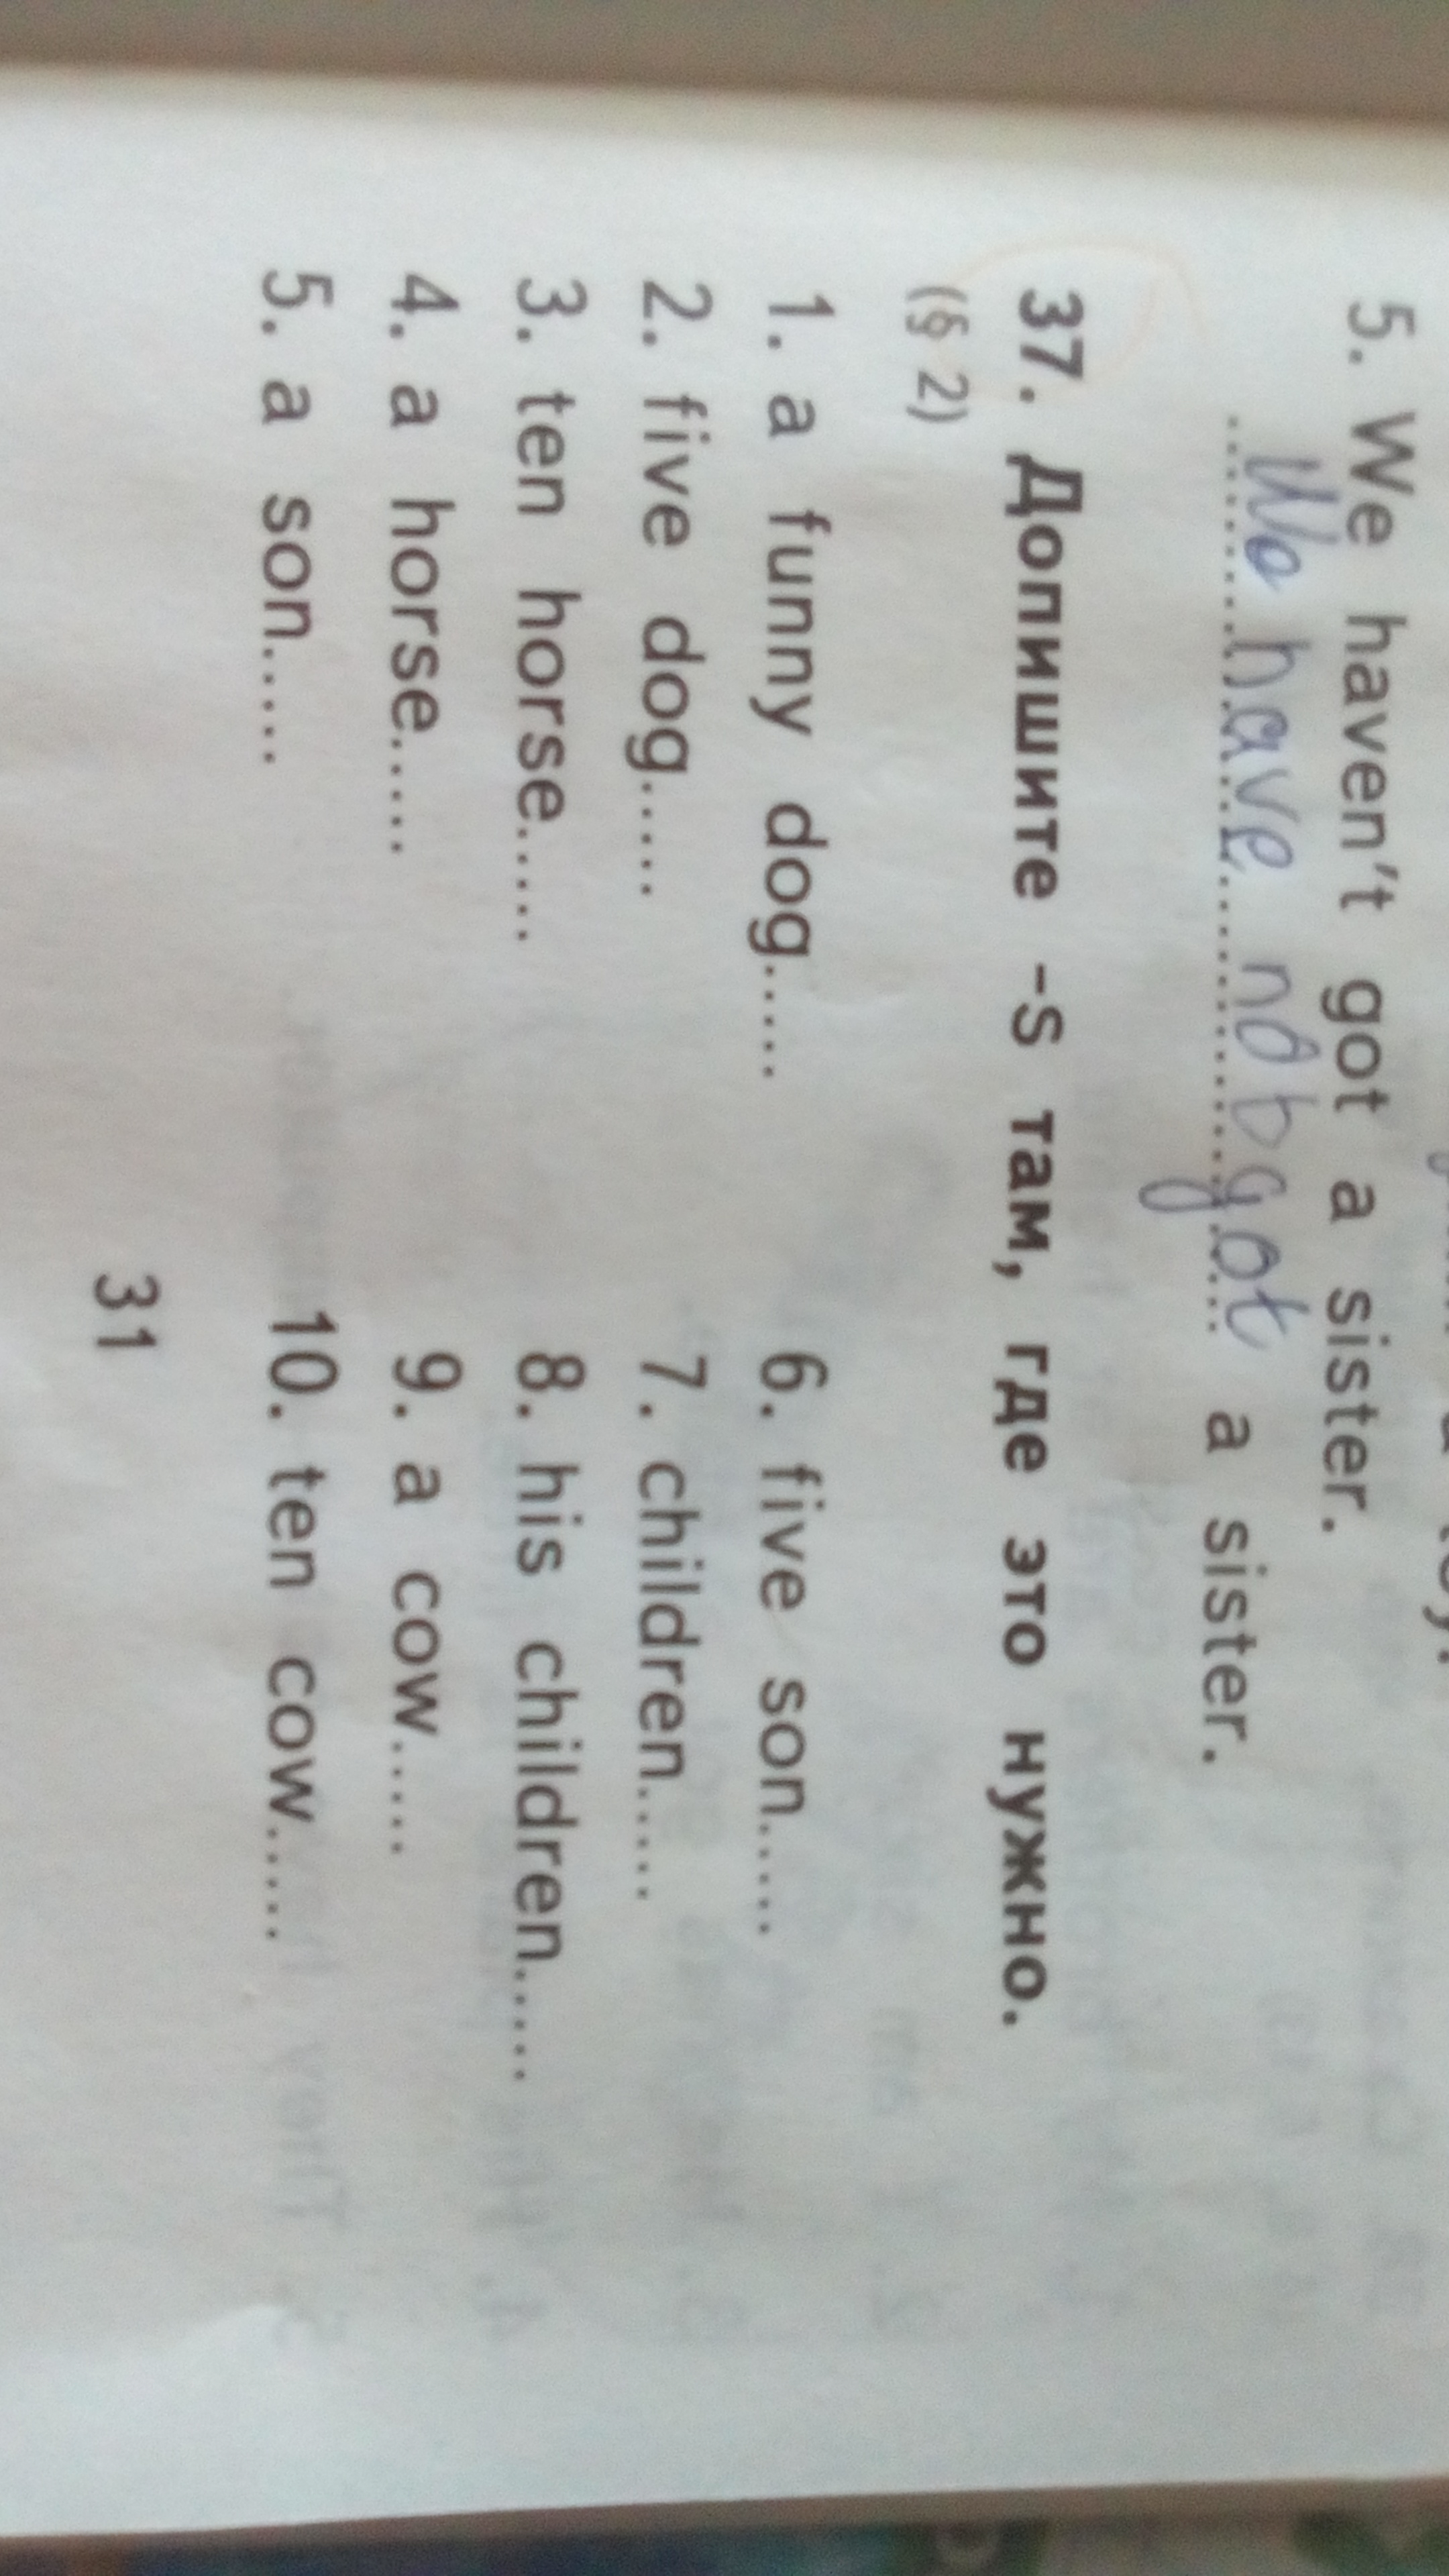 5. We haven't got a sister.
We have not got a sister.
37. Допишите -S там, где это нужно.
(§ 2)
1. a funny dog.....
2. five dog.....
3. ten horse.....
4. a horse.....
5. a son.....
6. five son.....
7. children.....
8. his children.....
9. a cow.....
10. ten cow.....
31